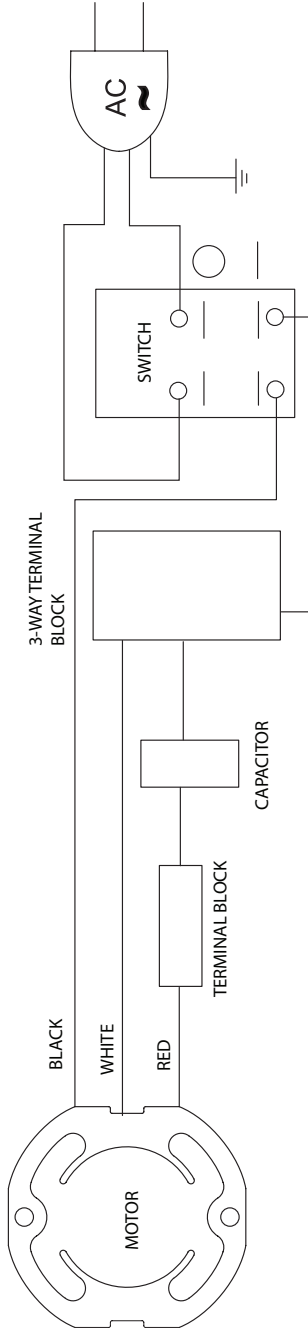 3-WAY TERMINAL
BLOCK
BLACK
WHITE
RED
MOTOR
TERMINAL BLOCK
CAPACITOR
SWITCH
AC
~